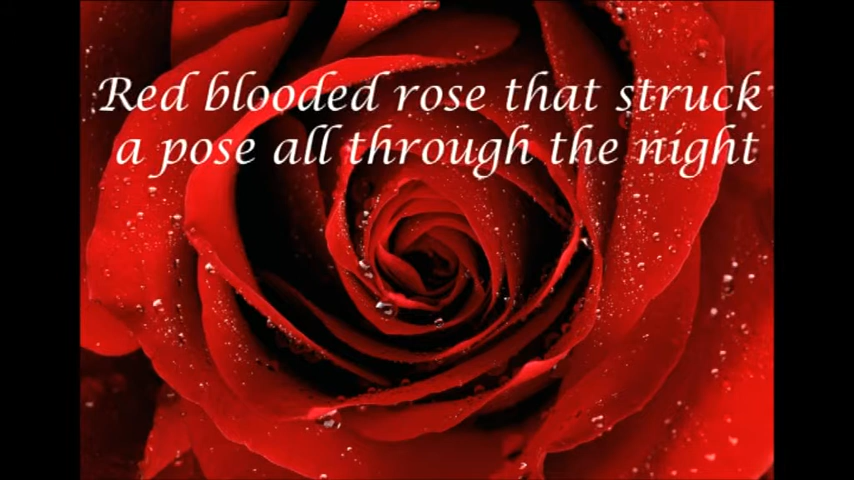 Red blooded rose that struck
a pose all through the night